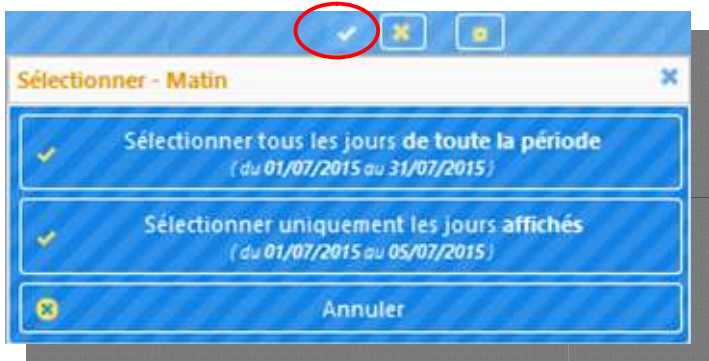 Sélectionner - Matin
Sélectionner tous les jours de toute la période
( du 01/07/2015 au 31/07/2015 )
Sélectionner uniquement les jours affichés
( du 01/07/2015 au 05/07/2015 )
Annuler